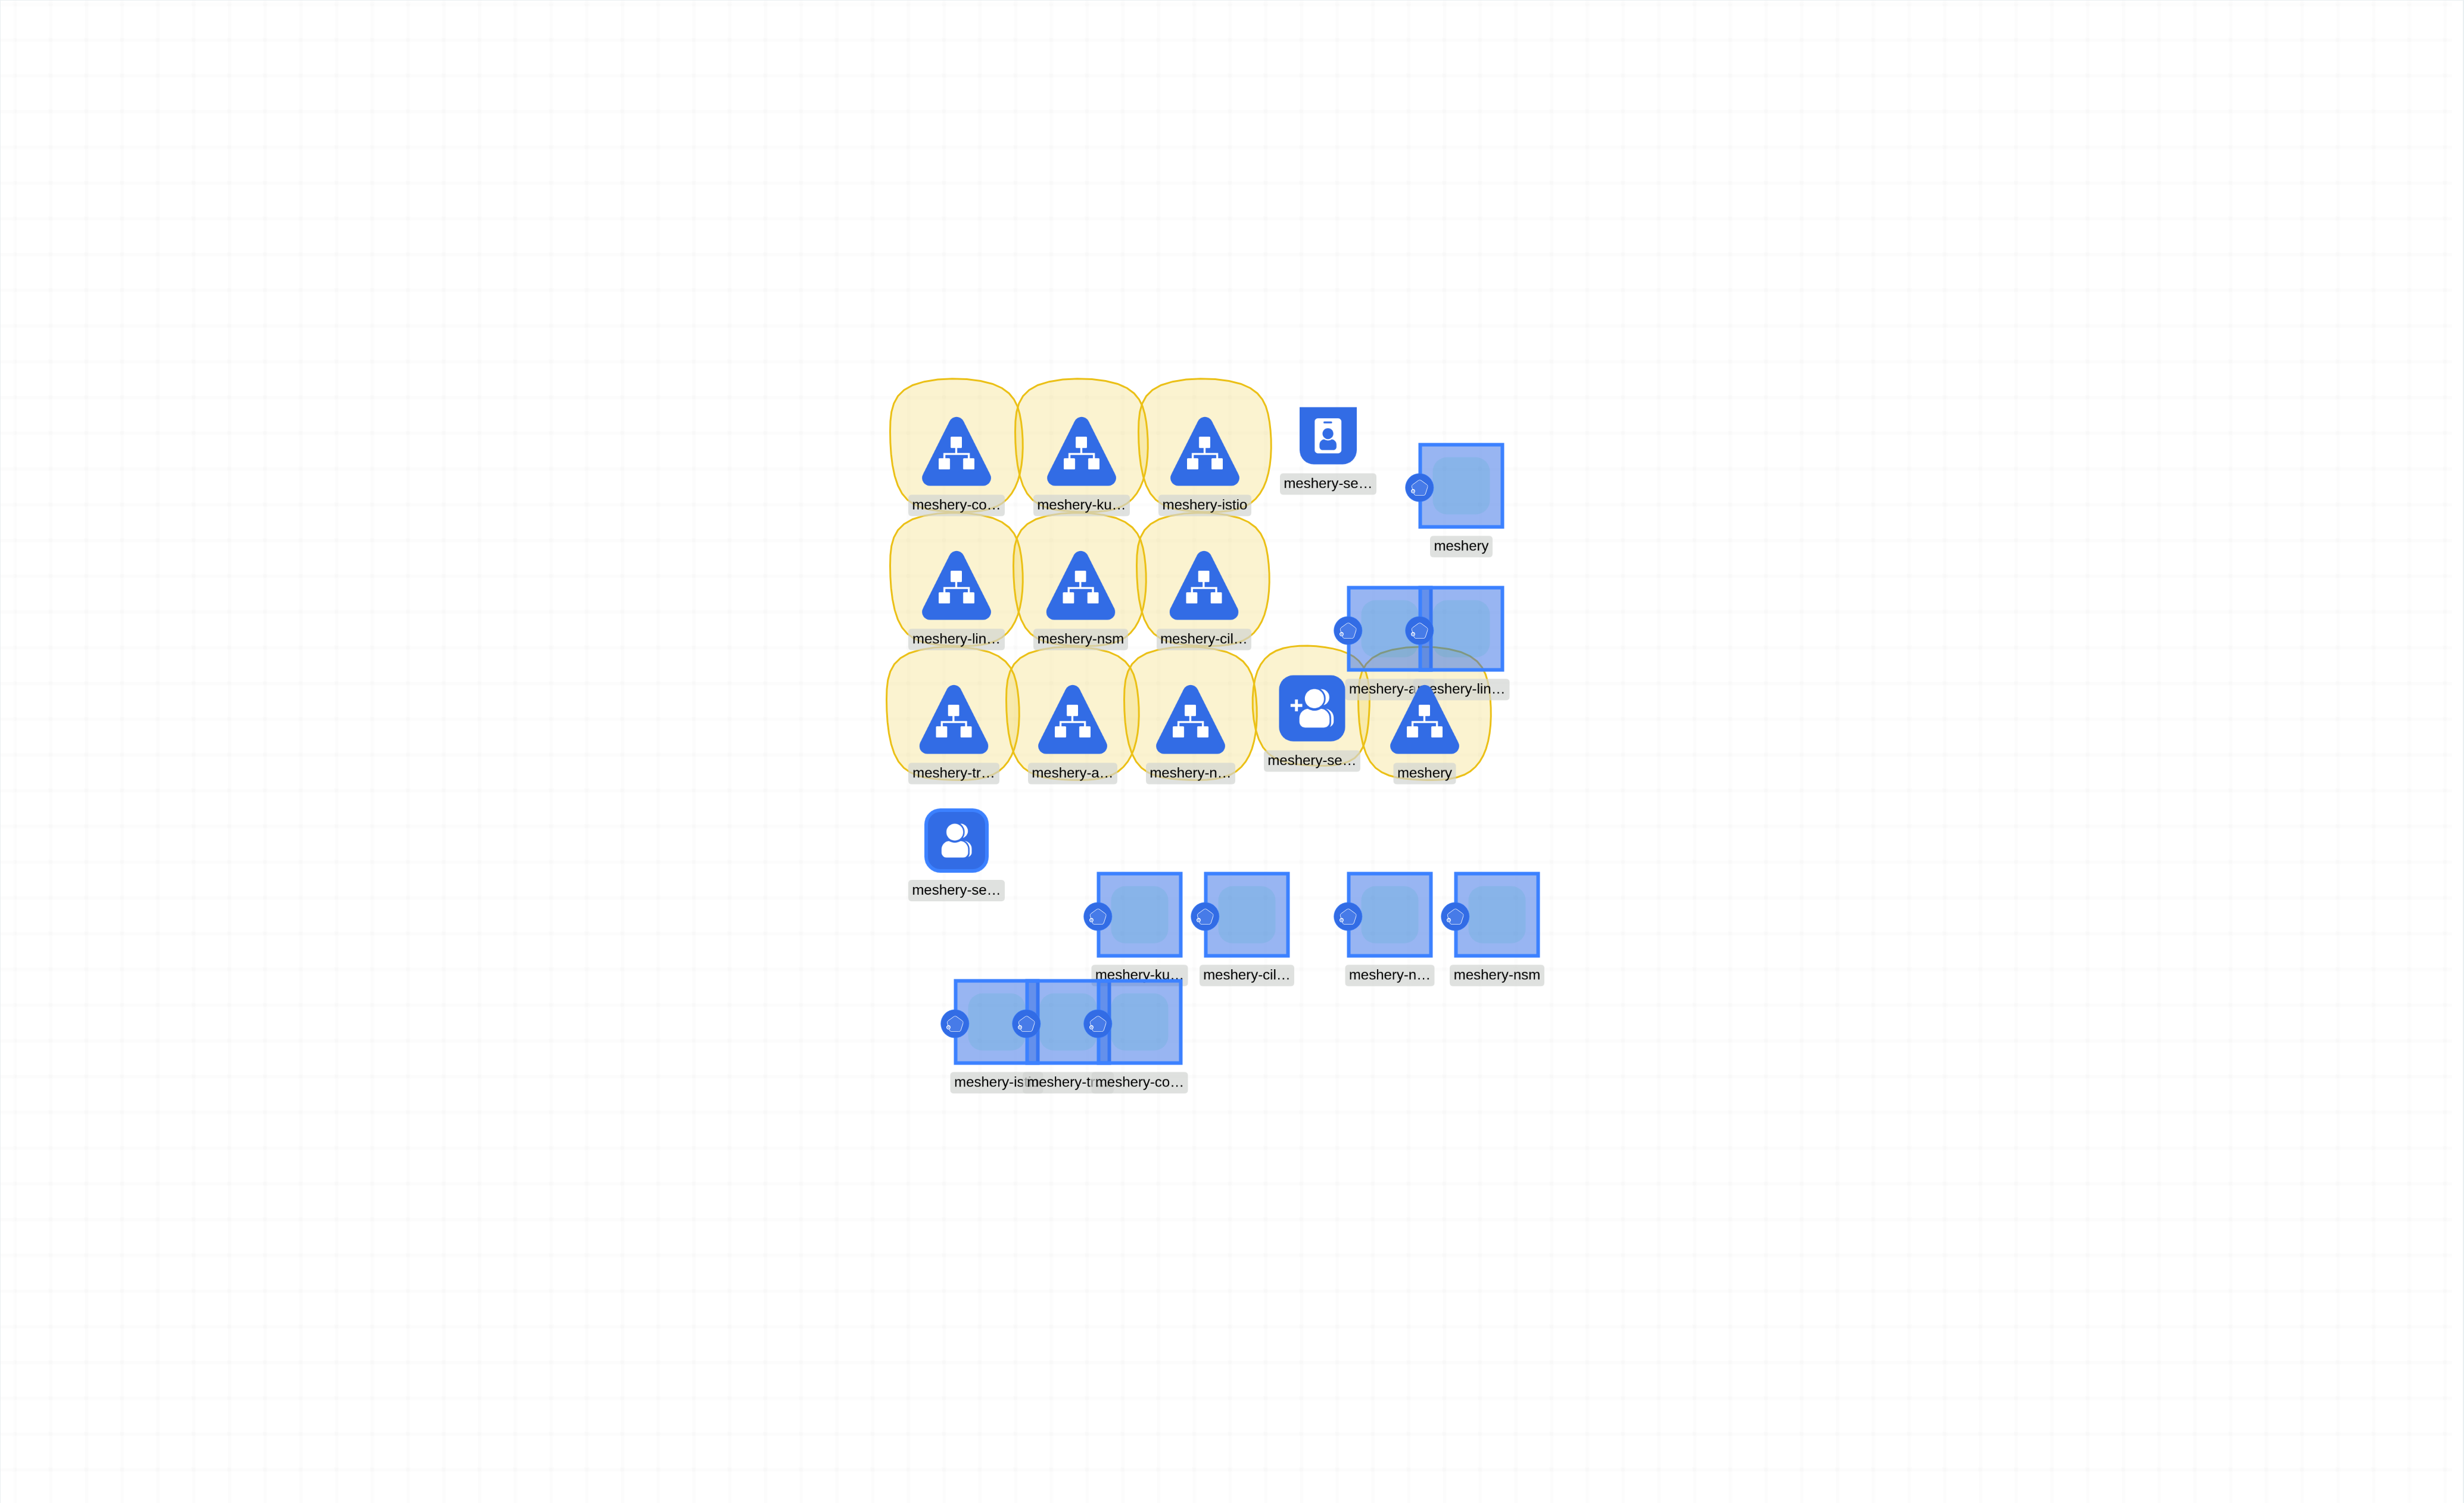 meshery-co…
meshery-ku…
meshery-istio
meshery-se…
meshery
meshery-lin…
meshery-nsm
meshery-cil…
meshery-a
eshery-lin…
meshery-tr…
meshery-a…
meshery-n…
meshery-se…
meshery
meshery-se…
meshery-ku…
meshery-cil…
meshery-n…
meshery-nsm
meshery-is
meshery-t
meshery-co…